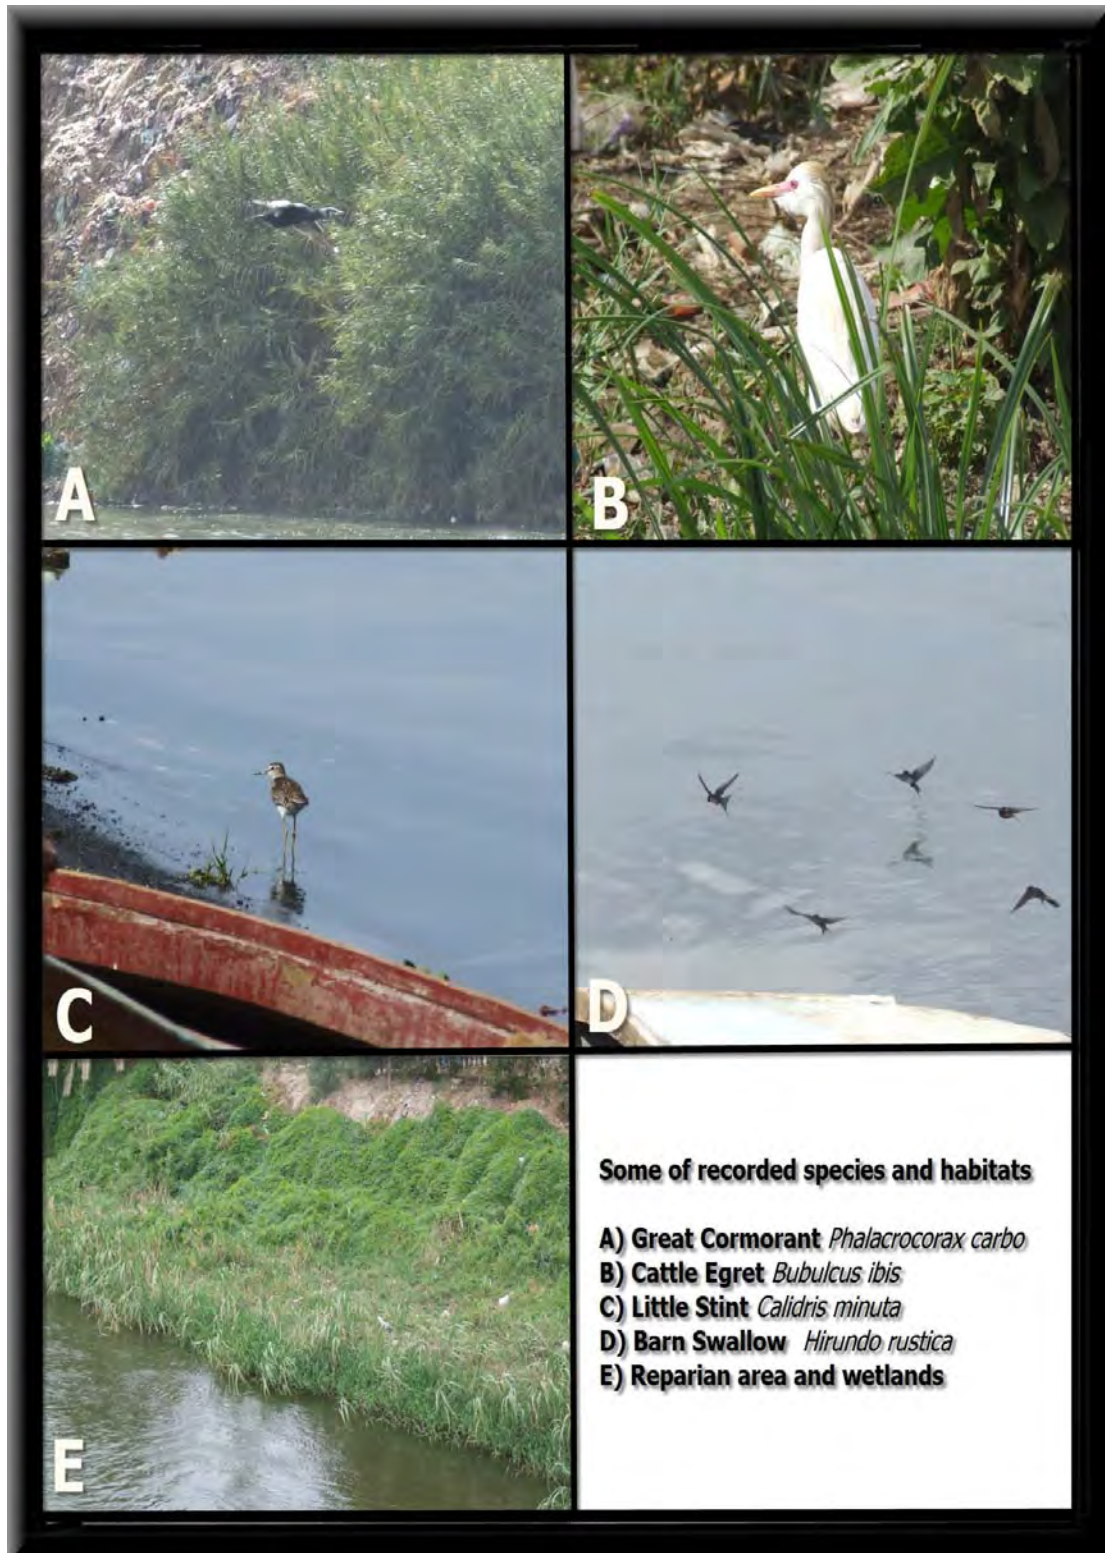 A
B
C
D
E
Some of recorded species and habitats
A) Great Cormorant Phalacrocorax carbo
B) Cattle Egret Bubulcus ibis
C) Little Stint Calidris minuta
D) Barn Swallow Hirundo rustica
E) Reparian area and wetlands